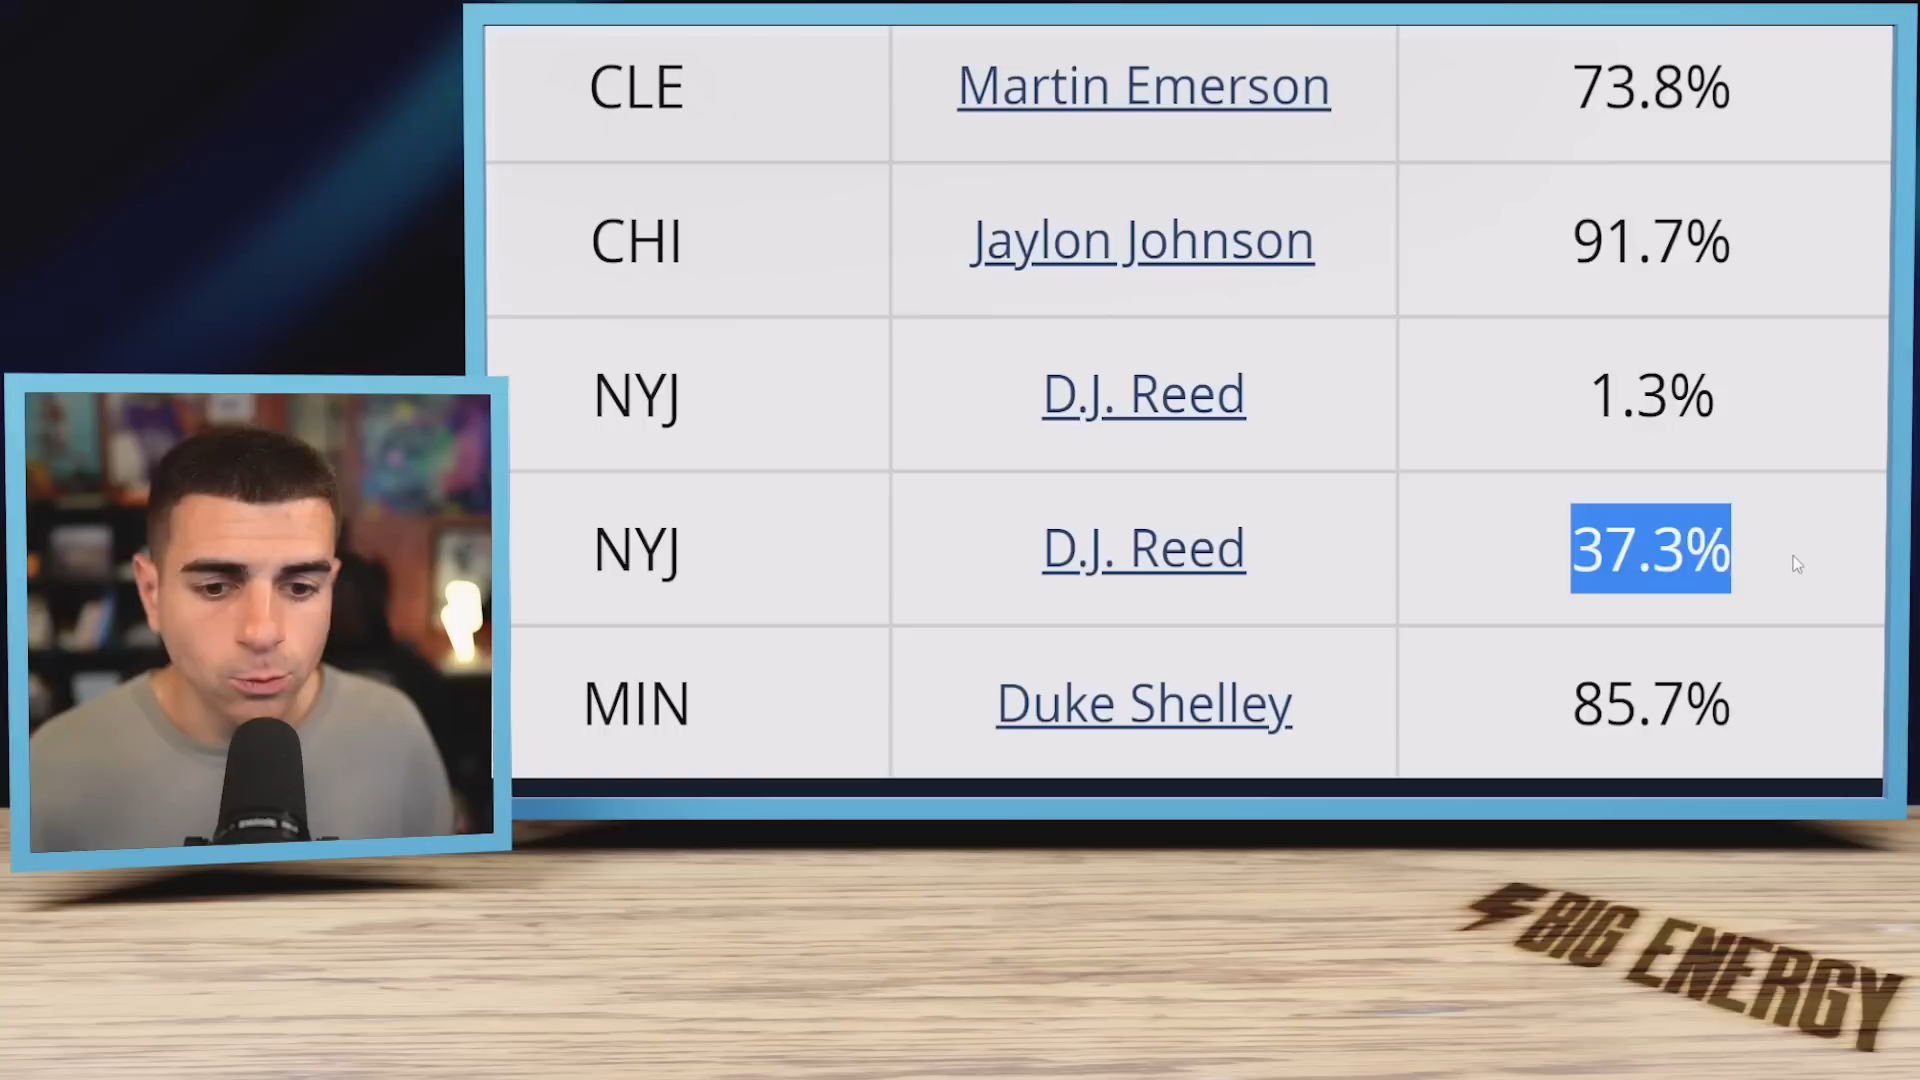 CLE Martin Emerson 73.8%
CHI Jaylon Johnson 91.7%
NYJ D.J. Reed 1.3%
NYJ D.J. Reed 37.3%
MIN Duke Shelley 85.7%
BIG ENERGY